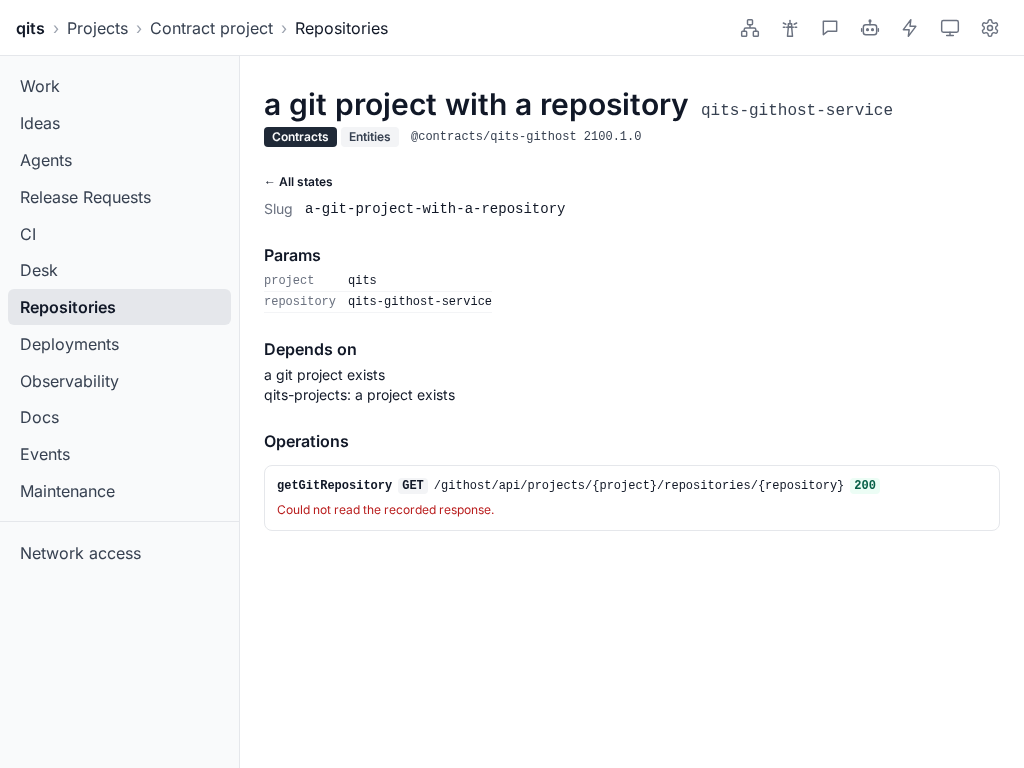 qits › Projects › Contract project › Repositories
Work
Ideas
Agents
Release Requests
CI
Desk
Repositories
Deployments
Observability
Docs
Events
Maintenance
Network access
a git project with a repository qits-githost-service
Contracts Entities @contracts/qits-githost 2100.1.0
← All states
Slug a-git-project-with-a-repository
Params
project qits
repository qits-githost-service
Depends on
a git project exists
qits-projects: a project exists
Operations
getGitRepository GET /githost/api/projects/{project}/repositories/{repository} 200
Could not read the recorded response.